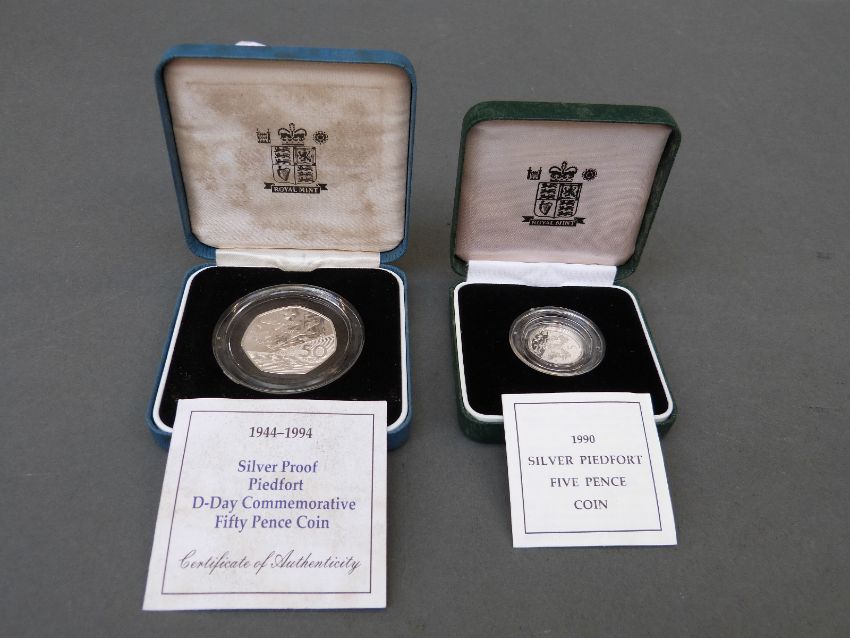 ROYAL MINT
ROYAL MINT
50
1944–1994
Silver Proof
Piedfort
D-Day Commemorative
Fifty Pence Coin
Certificate of Authenticity
1990
SILVER PIEDFORT
FIVE PENCE
COIN